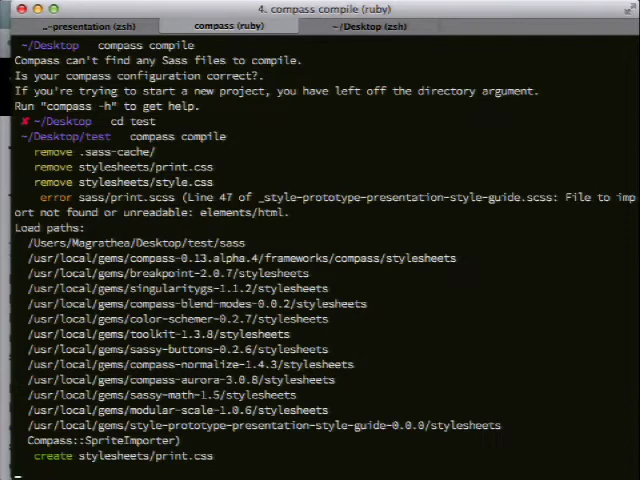 4. compass compile (ruby)
..-presentation (zsh) compass (ruby) ~/Desktop (zsh)
~/Desktop compass compile
Compass can't find any Sass files to compile.
Is your compass configuration correct?.
If you're trying to start a new project, you have left off the directory argument.
Run "compass -h" to get help.
✘ ~/Desktop cd test
~/Desktop/test compass compile
remove .sass-cache/
remove stylesheets/print.css
remove stylesheets/style.css
error sass/print.scss (Line 47 of _style-prototype-presentation-style-guide.scss: File to imp
ort not found or unreadable: elements/html.
Load paths:
/Users/Magrathea/Desktop/test/sass
/usr/local/gems/compass-0.13.alpha.4/frameworks/compass/stylesheets
/usr/local/gems/breakpoint-2.0.7/stylesheets
/usr/local/gems/singularitygs-1.1.2/stylesheets
/usr/local/gems/compass-blend-modes-0.0.2/stylesheets
/usr/local/gems/color-schemer-0.2.7/stylesheets
/usr/local/gems/toolkit-1.3.8/stylesheets
/usr/local/gems/sassy-buttons-0.2.6/stylesheets
/usr/local/gems/compass-normalize-1.4.3/stylesheets
/usr/local/gems/compass-aurora-3.0.8/stylesheets
/usr/local/gems/sassy-math-1.5/stylesheets
/usr/local/gems/modular-scale-1.0.6/stylesheets
/usr/local/gems/style-prototype-presentation-style-guide-0.0.0/stylesheets
Compass::SpriteImporter)
create stylesheets/print.css